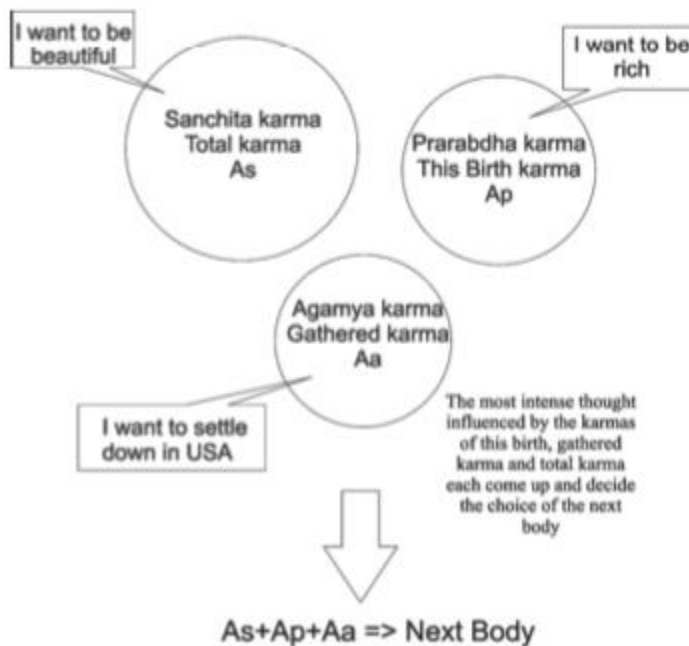 I want to be
beautiful
I want to be
rich
Sanchita karma
Total karma
As
Prarabdha karma
This Birth karma
Ap
Agamya karma
Gathered karma
Aa
I want to settle
down in USA
The most intense thought
influenced by the karmas
of this birth, gathered
karma and total karma
each come up and decide
the choice of the next
body
As+Ap+Aa => Next Body